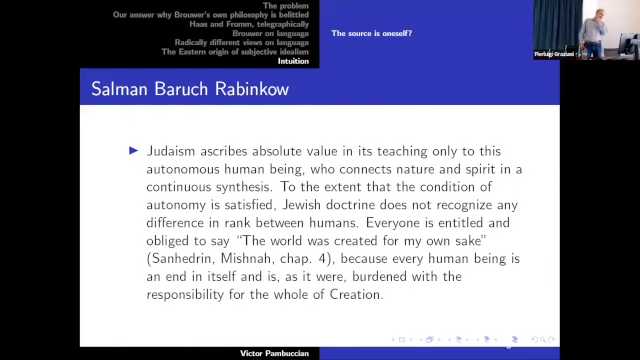 The problem
Our answer why Brouwer's own philosophy is belittled
Haas and Fromm, telegraphically
Brouwer on language
Radically different views on language
The Eastern origin of subjective idealism
Intuition
The source is oneself?
Pierluigi Graziani
Salman Baruch Rabinkow
Judaism ascribes absolute value in its teaching only to this
autonomous human being, who connects nature and spirit in a
continuous synthesis. To the extent that the condition of
autonomy is satisfied, Jewish doctrine does not recognize any
difference in rank between humans. Everyone is entitled and
obliged to say “The world was created for my own sake”
(Sanhedrin, Mishnah, chap. 4), because every human being is
an end in itself and is, as it were, burdened with the
responsibility for the whole of Creation.
Victor Pambuccian